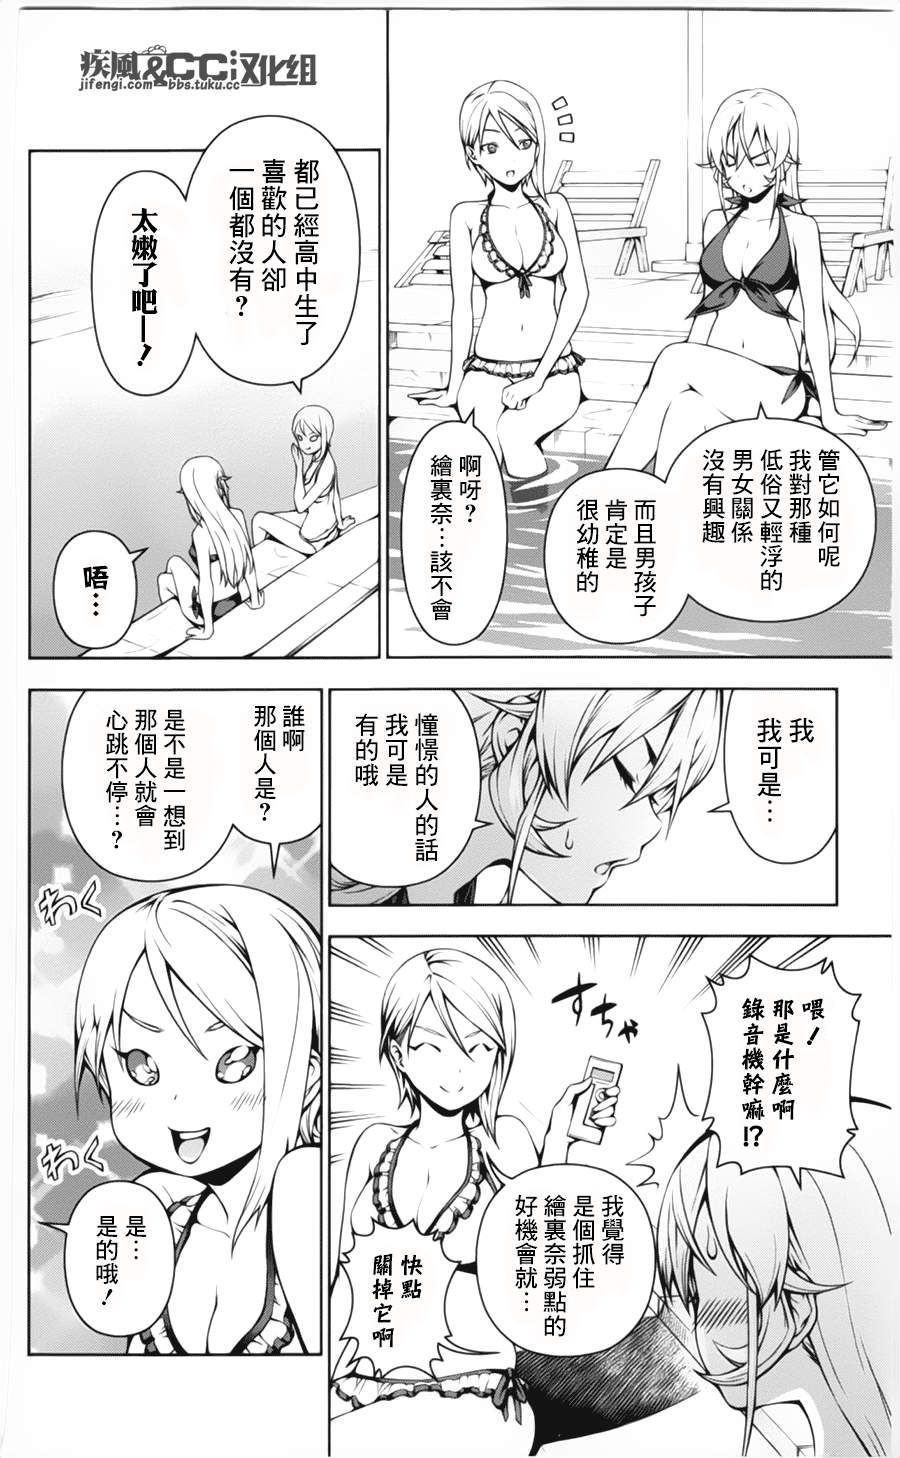 疾風&CC汉化组
jifengi.com bbs.tuku.cc
管它如何呢
我對那種
低俗又輕浮的
男女關係
沒有興趣
而且男孩子
肯定是
很幼稚的
啊呀?
繪裏奈…該不會
都已經高中生了
喜歡的人卻
一個都沒有?
太嫩了吧ー!
唔…
我
我可是…
憧憬的人的話
我可是
有的哦
誰啊
那個人是?
是不是一想到
那個人就會
心跳不停…?
わく
わく
是…
是的哦!
喂!
那是什麼啊
錄音機幹嘛!?
すちゃ
我覺得
是個抓住
繪裏奈弱點的
好機會就…
快點
關掉它啊